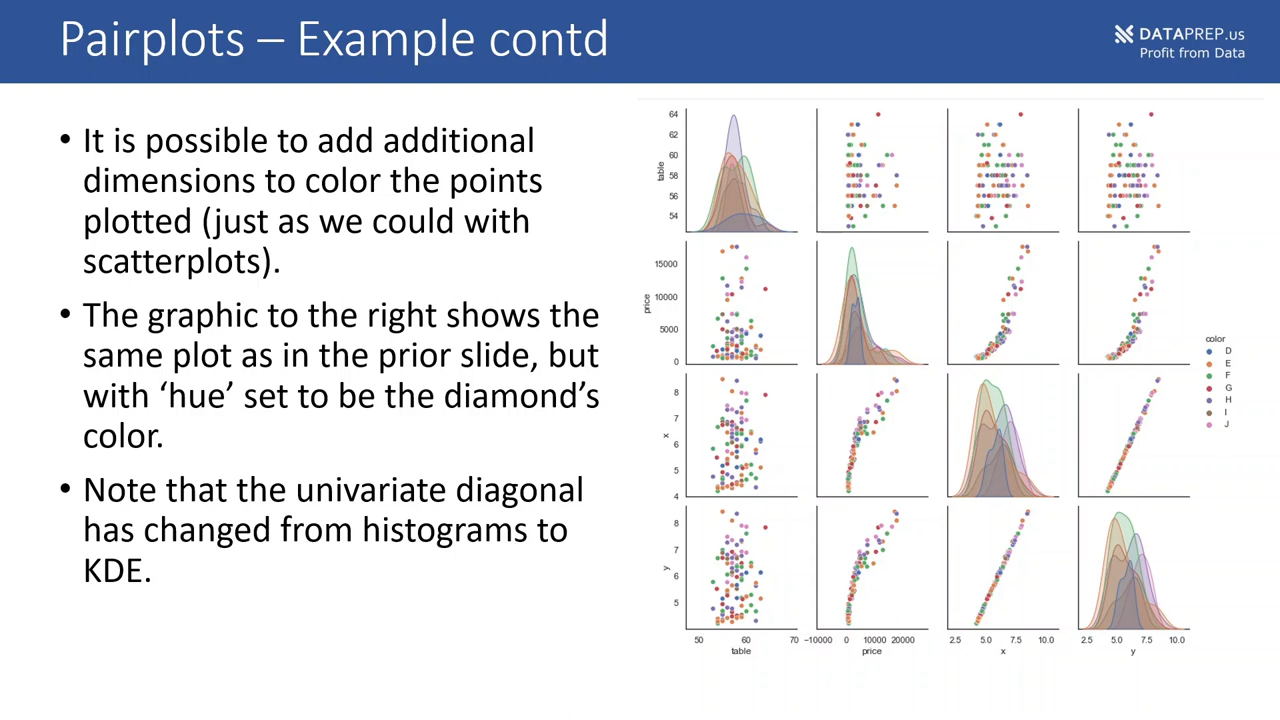 Pairplots – Example contd
DATAPREP.us
Profit from Data
• It is possible to add additional
dimensions to color the points
plotted (just as we could with
scatterplots).
• The graphic to the right shows the
same plot as in the prior slide, but
with ‘hue’ set to be the diamond’s
color.
• Note that the univariate diagonal
has changed from histograms to
KDE.
64
62
60
58
56
54
table
15000
10000
5000
0
price
8
7
6
5
4
x
8
7
6
5
y
50 60 70
table
−10000 0 10000 20000
price
2.5 5.0 7.5 10.0
x
2.5 5.0 7.5 10.0
y
color
D
E
F
G
H
I
J